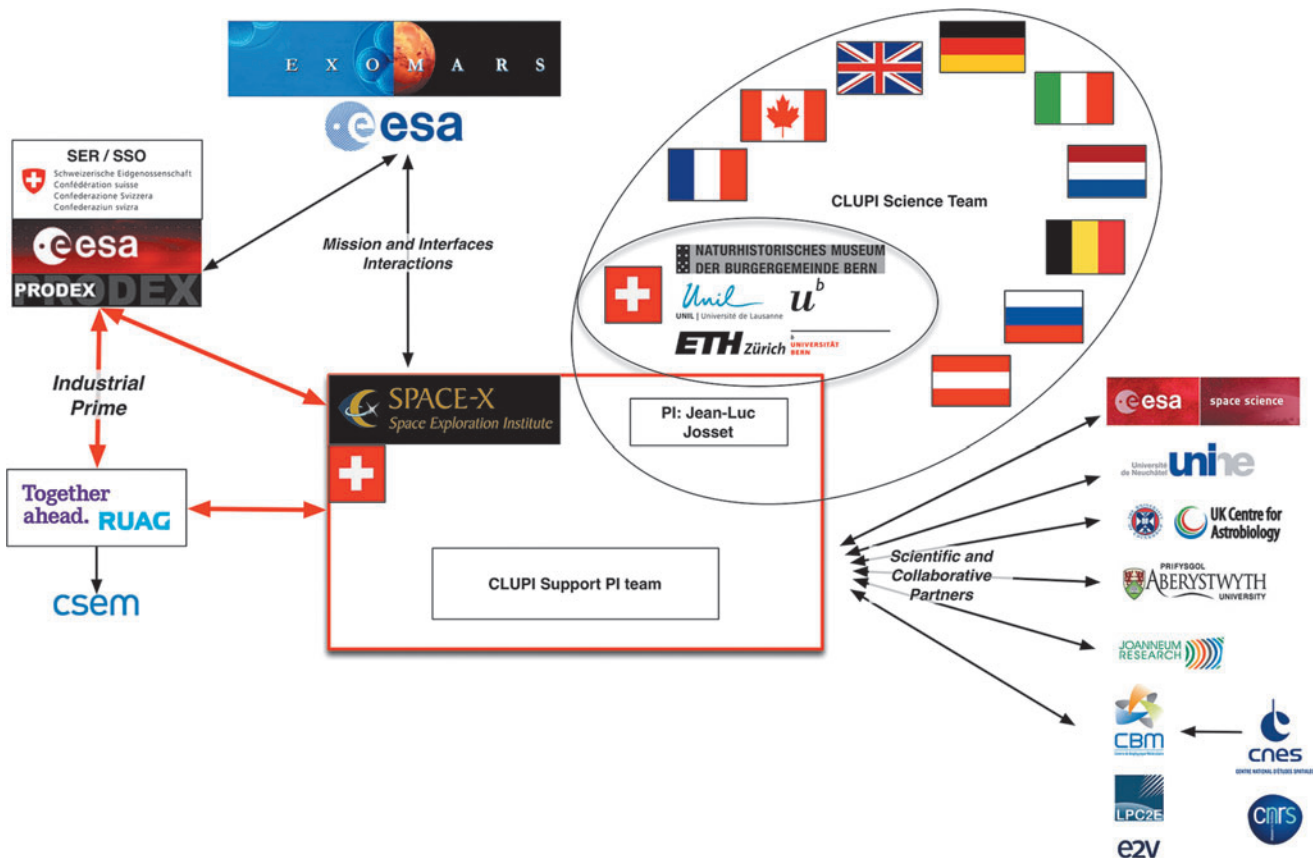 E X O M A R S
eesa
SER / SSO
Schweizerische Eidgenossenschaft
Confédération suisse
Confederazione Svizzera
Confederaziun svizra
eesa
PRODEX
PRODEX
Mission and Interfaces
Interactions
Industrial
Prime
Together
ahead. RUAG
csem
SPACE-X
Space Exploration Institute
PI: Jean-Luc
Josset
CLUPI Support PI team
CLUPI Science Team
NATURHISTORISCHES MUSEUM
DER BURGERGEMEINDE BERN
Unil
UNIL | Université de Lausanne
u^b
ETH Zürich
b
UNIVERSITÄT
BERN
Scientific and
Collaborative
Partners
eesa space science
Université
de Neuchâtel unine
UK Centre for
Astrobiology
PRIFYSGOL
ABERYSTWYTH
UNIVERSITY
JOANNEUM
RESEARCH
CBM
cnes
CENTRE NATIONAL D'ÉTUDES SPATIALES
LPC2E
cnrs
e2v